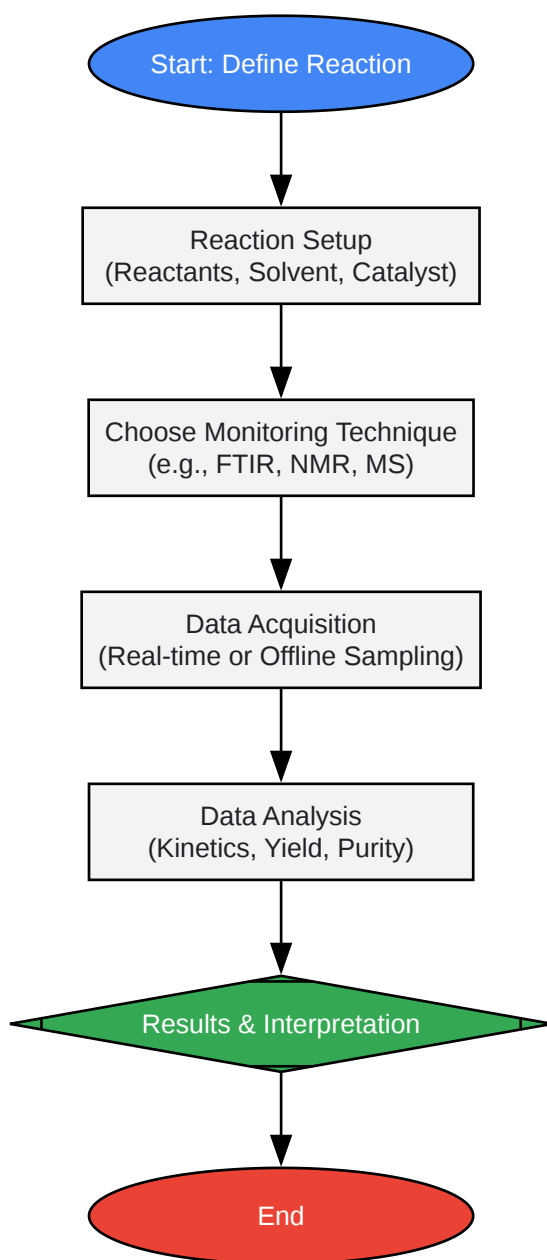 Start: Define Reaction
Reaction Setup
(Reactants, Solvent, Catalyst)
Choose Monitoring Technique
(e.g., FTIR, NMR, MS)
Data Acquisition
(Real-time or Offline Sampling)
Data Analysis
(Kinetics, Yield, Purity)
Results & Interpretation
End